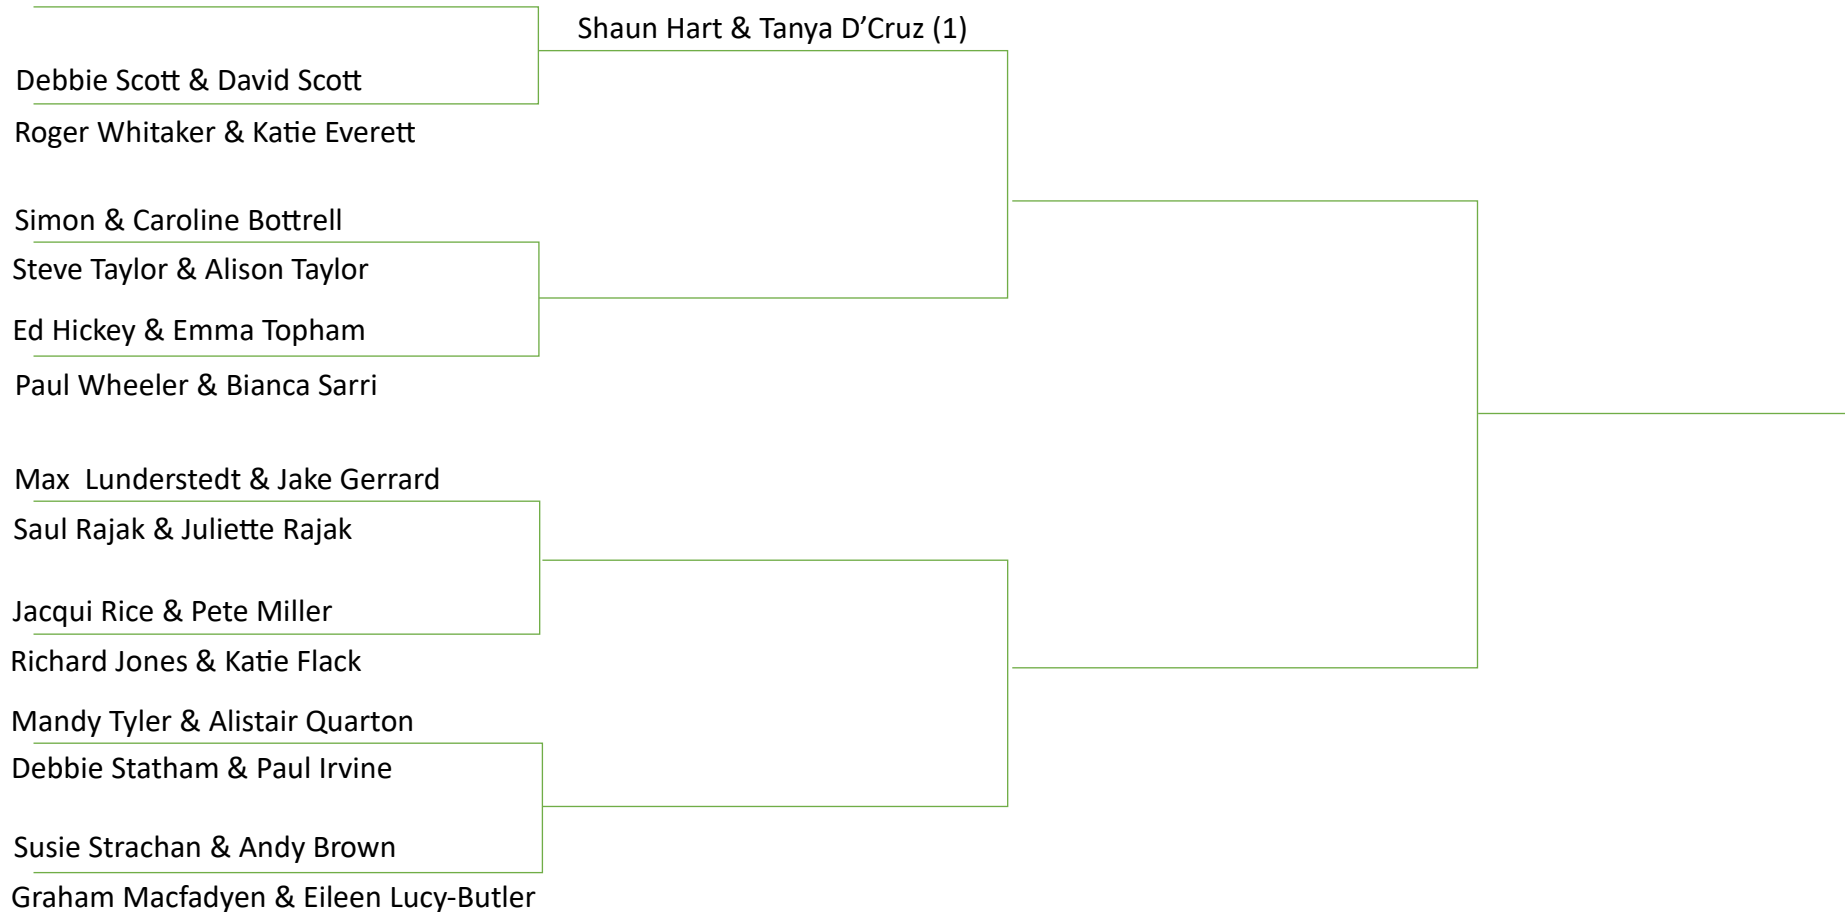 Shaun Hart & Tanya D’Cruz (1)
Debbie Scott & David Scott
Roger Whitaker & Katie Everett
Simon & Caroline Bottrell
Steve Taylor & Alison Taylor
Ed Hickey & Emma Topham
Paul Wheeler & Bianca Sarri
Max  Lunderstedt & Jake Gerrard
Saul Rajak & Juliette Rajak
Jacqui Rice & Pete Miller
Richard Jones & Katie Flack
Mandy Tyler & Alistair Quarton
Debbie Statham & Paul Irvine
Susie Strachan & Andy Brown
Graham Macfadyen & Eileen Lucy-Butler